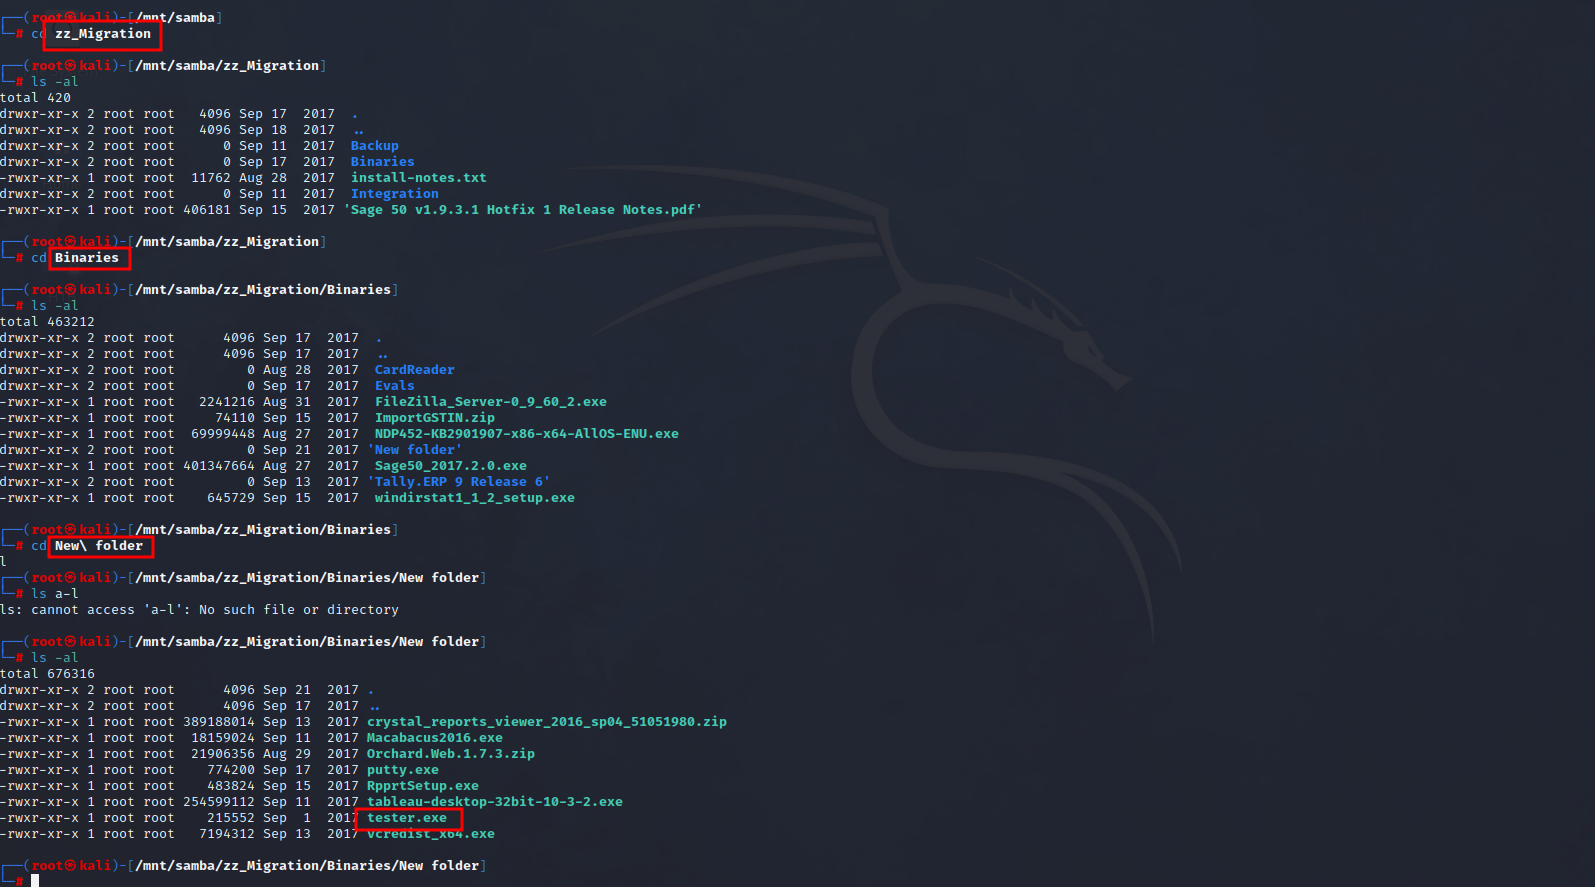 ┌──(root㉿kali)-[/mnt/samba]
└─# cd zz_Migration
┌──(root㉿kali)-[/mnt/samba/zz_Migration]
└─# ls -al
total 420
drwxr-xr-x 2 root root   4096 Sep 17  2017  .
drwxr-xr-x 2 root root   4096 Sep 18  2017  ..
drwxr-xr-x 2 root root      0 Sep 11  2017  Backup
drwxr-xr-x 2 root root      0 Sep 17  2017  Binaries
-rwxr-xr-x 1 root root  11762 Aug 28  2017  install-notes.txt
drwxr-xr-x 2 root root      0 Sep 11  2017  Integration
-rwxr-xr-x 1 root root 406181 Sep 15  2017 'Sage 50 v1.9.3.1 Hotfix 1 Release Notes.pdf'
┌──(root㉿kali)-[/mnt/samba/zz_Migration]
└─# cd Binaries
┌──(root㉿kali)-[/mnt/samba/zz_Migration/Binaries]
└─# ls -al
total 463212
drwxr-xr-x 2 root root      4096 Sep 17  2017  .
drwxr-xr-x 2 root root      4096 Sep 17  2017  ..
drwxr-xr-x 2 root root         0 Aug 28  2017  CardReader
drwxr-xr-x 2 root root         0 Sep 17  2017  Evals
-rwxr-xr-x 1 root root   2241216 Aug 31  2017  FileZilla_Server-0_9_60_2.exe
-rwxr-xr-x 1 root root     74110 Sep 15  2017  ImportGSTIN.zip
-rwxr-xr-x 1 root root  69999448 Aug 27  2017  NDP452-KB2901907-x86-x64-AllOS-ENU.exe
drwxr-xr-x 2 root root         0 Sep 21  2017 'New folder'
-rwxr-xr-x 1 root root 401347664 Aug 27  2017  Sage50_2017.2.0.exe
drwxr-xr-x 2 root root         0 Sep 13  2017 'Tally.ERP 9 Release 6'
-rwxr-xr-x 1 root root    645729 Sep 15  2017  windirstat1_1_2_setup.exe
┌──(root㉿kali)-[/mnt/samba/zz_Migration/Binaries]
└─# cd New\ folder
l
┌──(root㉿kali)-[/mnt/samba/zz_Migration/Binaries/New folder]
└─# ls a-l
ls: cannot access 'a-l': No such file or directory
┌──(root㉿kali)-[/mnt/samba/zz_Migration/Binaries/New folder]
└─# ls -al
total 676316
drwxr-xr-x 2 root root      4096 Sep 21  2017 .
drwxr-xr-x 2 root root      4096 Sep 17  2017 ..
-rwxr-xr-x 1 root root 389188014 Sep 13  2017 crystal_reports_viewer_2016_sp04_51051980.zip
-rwxr-xr-x 1 root root  18159024 Sep 11  2017 Macabacus2016.exe
-rwxr-xr-x 1 root root  21906356 Aug 29  2017 Orchard.Web.1.7.3.zip
-rwxr-xr-x 1 root root    774200 Sep 17  2017 putty.exe
-rwxr-xr-x 1 root root    483824 Sep 15  2017 RpprtSetup.exe
-rwxr-xr-x 1 root root 254599112 Sep 11  2017 tableau-desktop-32bit-10-3-2.exe
-rwxr-xr-x 1 root root    215552 Sep  1  2017 tester.exe
-rwxr-xr-x 1 root root   7194312 Sep 13  2017 vcredist_x64.exe
┌──(root㉿kali)-[/mnt/samba/zz_Migration/Binaries/New folder]
└─#